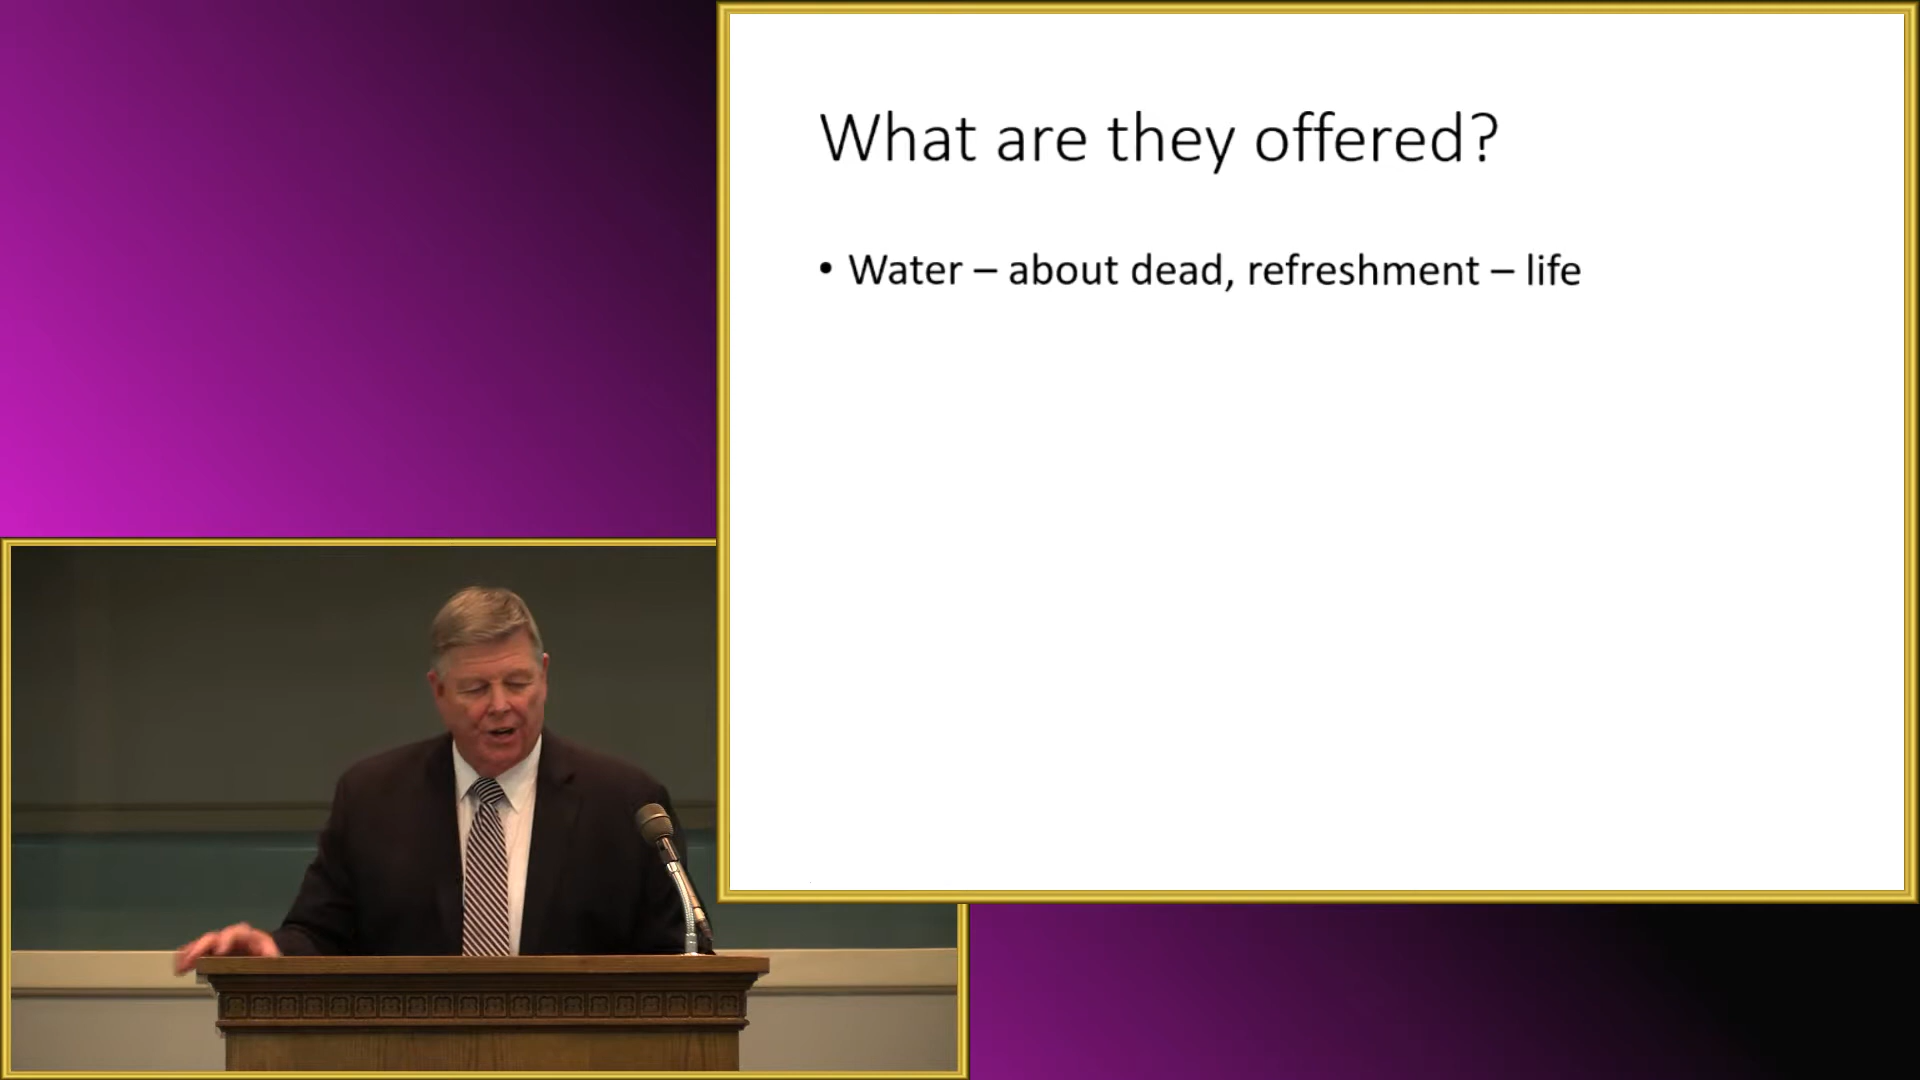 What are they offered?
• Water – about dead, refreshment – life